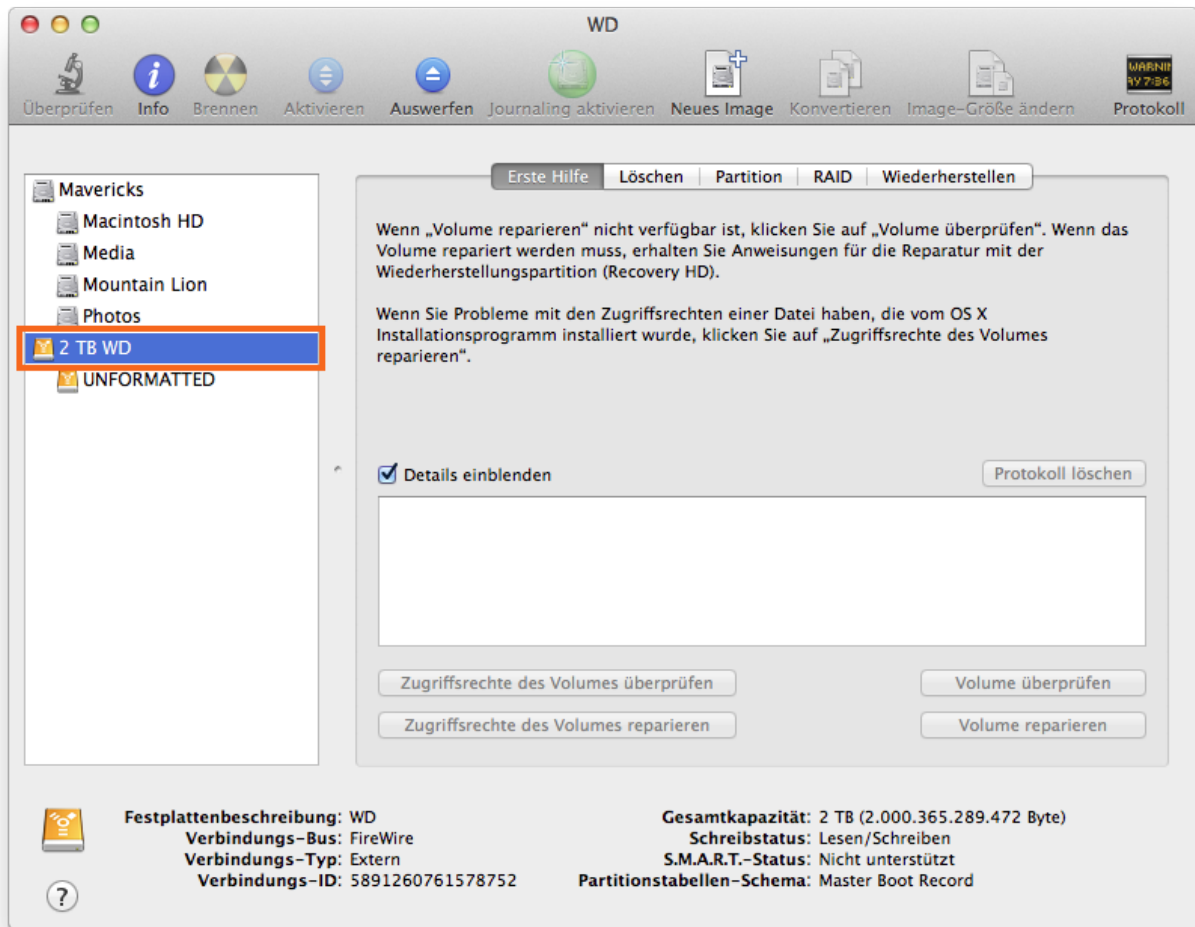 WD
Überprüfen Info Brennen Aktivieren Auswerfen Journaling aktivieren Neues Image Konvertieren Image-Größe ändern Protokoll
WARNIN
AY 7:36
Mavericks
Macintosh HD
Media
Mountain Lion
Photos
2 TB WD
UNFORMATTED
Erste Hilfe Löschen Partition RAID Wiederherstellen
Wenn „Volume reparieren“ nicht verfügbar ist, klicken Sie auf „Volume überprüfen“. Wenn das
Volume repariert werden muss, erhalten Sie Anweisungen für die Reparatur mit der
Wiederherstellungspartition (Recovery HD).
Wenn Sie Probleme mit den Zugriffsrechten einer Datei haben, die vom OS X
Installationsprogramm installiert wurde, klicken Sie auf „Zugriffsrechte des Volumes
reparieren“.
Details einblenden
Protokoll löschen
Zugriffsrechte des Volumes überprüfen
Volume überprüfen
Zugriffsrechte des Volumes reparieren
Volume reparieren
Festplattenbeschreibung: WD
Verbindungs-Bus: FireWire
Verbindungs-Typ: Extern
Verbindungs-ID: 5891260761578752
Gesamtkapazität: 2 TB (2.000.365.289.472 Byte)
Schreibstatus: Lesen/Schreiben
S.M.A.R.T.-Status: Nicht unterstützt
Partitionstabellen-Schema: Master Boot Record
?